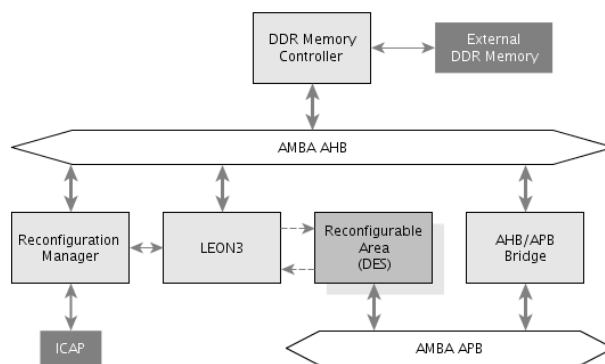 DDR Memory
Controller
External
DDR Memory
AMBA AHB
Reconfiguration
Manager
LEON3
Reconfigurable
Area
(DES)
AHB/APB
Bridge
ICAP
AMBA APB